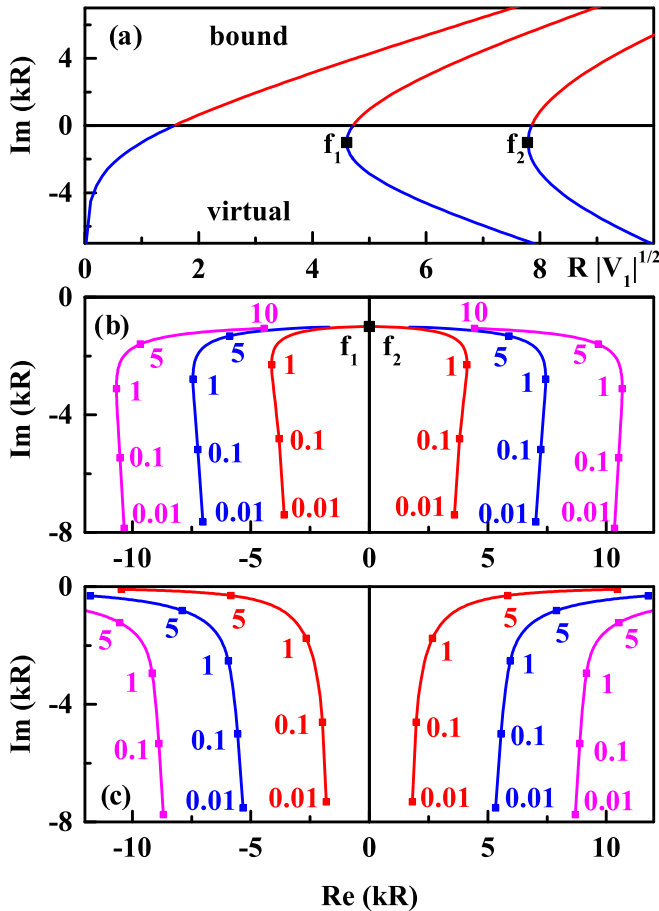 (a) bound
Im (kR)
4
0
-4
f1
f2
virtual
0 2 4 6 8 R |V1|^1/2
(b)
Im (kR)
0
-4
-8
10 10
5 5 5 5
f1 f2
1 1 1 1 1 1
0.1 0.1 0.1 0.1 0.1 0.1
0.01 0.01 0.01 0.01 0.01 0.01
-10 -5 0 5 10
Im (kR)
0
-4
-8
5 5 5 5 5 5
1 1 1 1 1 1
0.1 0.1 0.1 0.1 0.1 0.1
(c) 0.01 0.01 0.01 0.01 0.01 0.01
-10 -5 0 5 10
Re (kR)